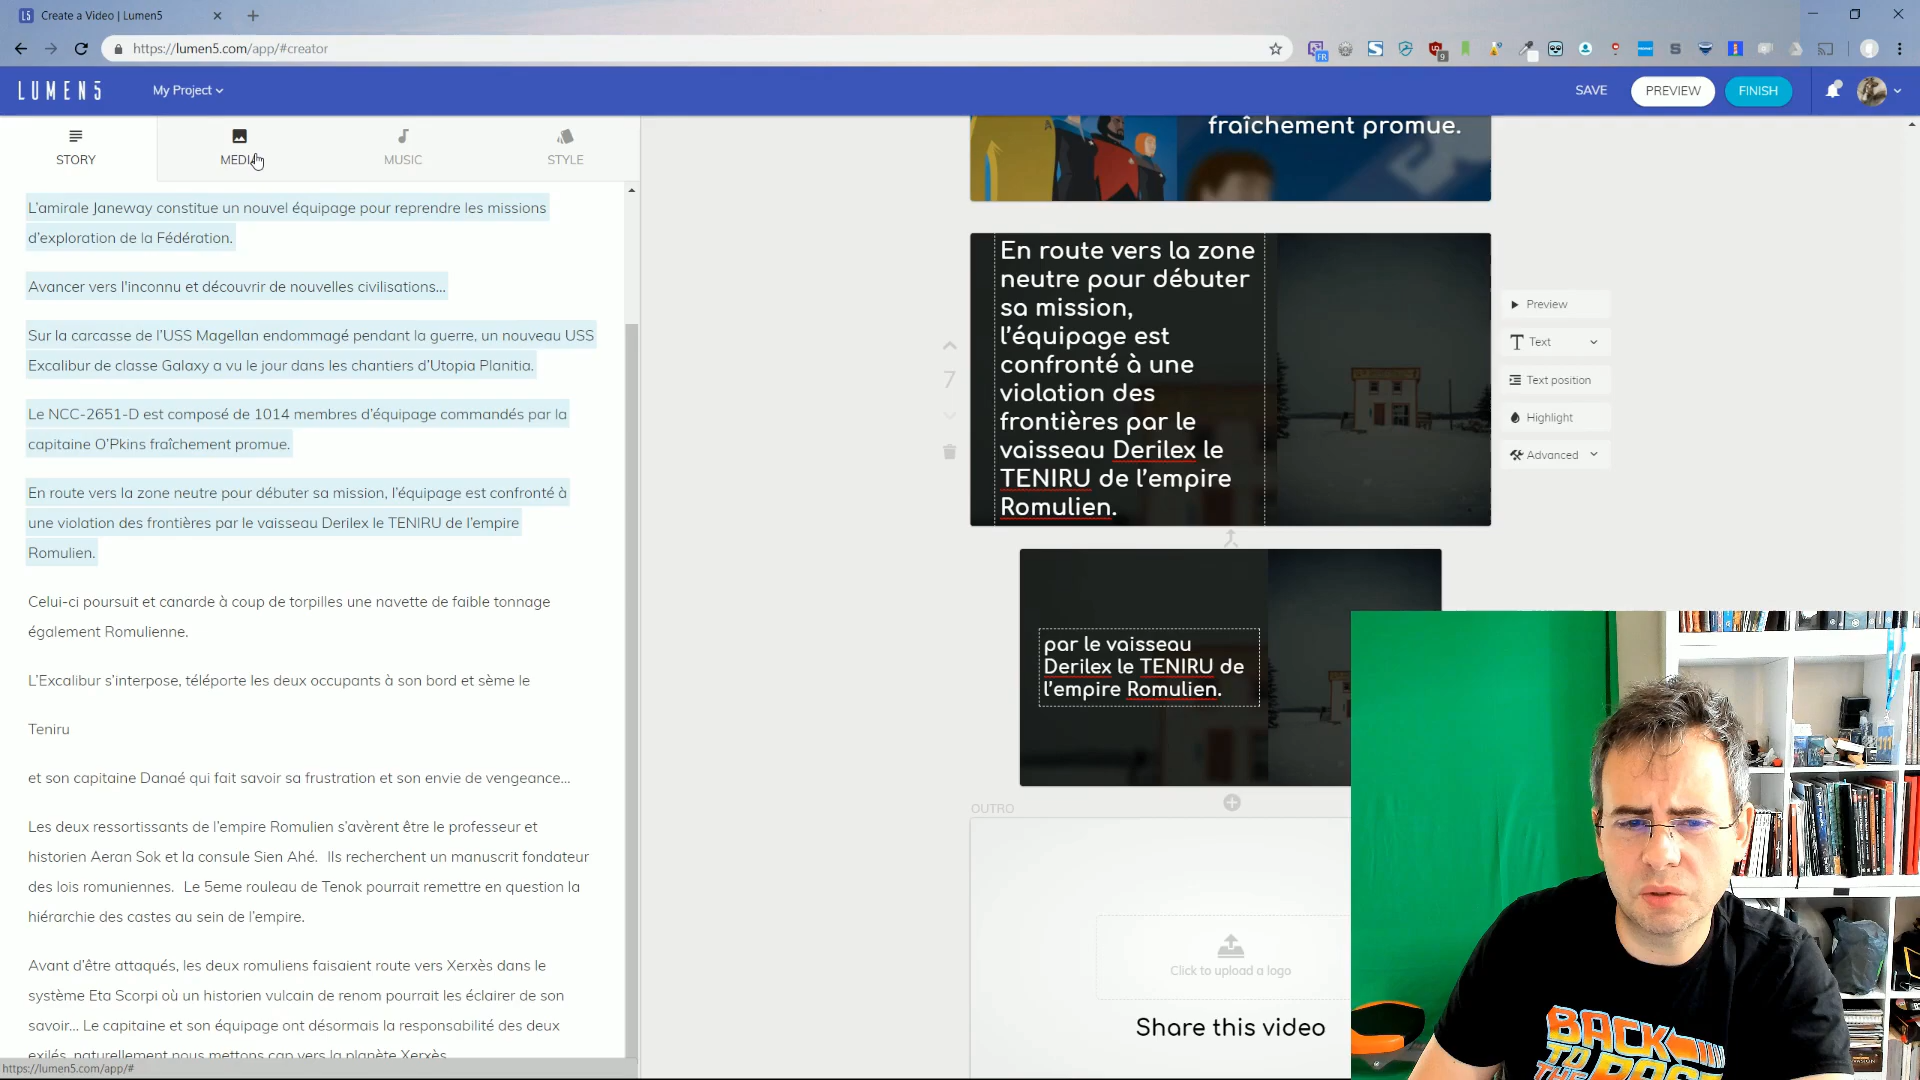 Create a Video | Lumen5
https://lumen5.com/app/#creator
LUMEN5
My Project
SAVE
PREVIEW
FINISH
STORY
MEDIA
MUSIC
STYLE
L'amirale Janeway constitue un nouvel équipage pour reprendre les missions
d'exploration de la Fédération.
Avancer vers l'inconnu et découvrir de nouvelles civilisations...
Sur la carcasse de l'USS Magellan endommagé pendant la guerre, un nouveau USS
Excalibur de classe Galaxy a vu le jour dans les chantiers d'Utopia Planitia.
Le NCC-2651-D est composé de 1014 membres d'équipage commandés par la
capitaine O'Pkins fraîchement promue.
En route vers la zone neutre pour débuter sa mission, l'équipage est confronté à
une violation des frontières par le vaisseau Derilex le TENIRU de l'empire
Romulien.
Celui-ci poursuit et canarde à coup de torpilles une navette de faible tonnage
également Romulienne.
L'Excalibur s'interpose, téléporte les deux occupants à son bord et sème le
Teniru
et son capitaine Danaé qui fait savoir sa frustration et son envie de vengeance...
Les deux ressortissants de l'empire Romulien s'avèrent être le professeur et
historien Aeran Sok et la consule Sien Ahé.  Ils recherchent un manuscrit fondateur
des lois romuniennes.  Le 5eme rouleau de Tenok pourrait remettre en question la
hiérarchie des castes au sein de l'empire.
Avant d'être attaqués, les deux romuliens faisaient route vers Xerxès dans le
système Eta Scorpi où un historien vulcain de renom pourrait les éclairer de son
savoir... Le capitaine et son équipage ont désormais la responsabilité des deux
exilés, naturellement nous mettons cap vers la planète Xerxès
https://lumen5.com/app/#
fraîchement promue.
En route vers la zone
neutre pour débuter
sa mission,
l'équipage est
confronté à une
violation des
frontières par le
vaisseau Derilex le
TENIRU de l'empire
Romulien.
7
Preview
Text
Text position
Highlight
Advanced
par le vaisseau
Derilex le TENIRU de
l'empire Romulien.
OUTRO
Click to upload a logo
Share this video
BACK
TO THE PAST